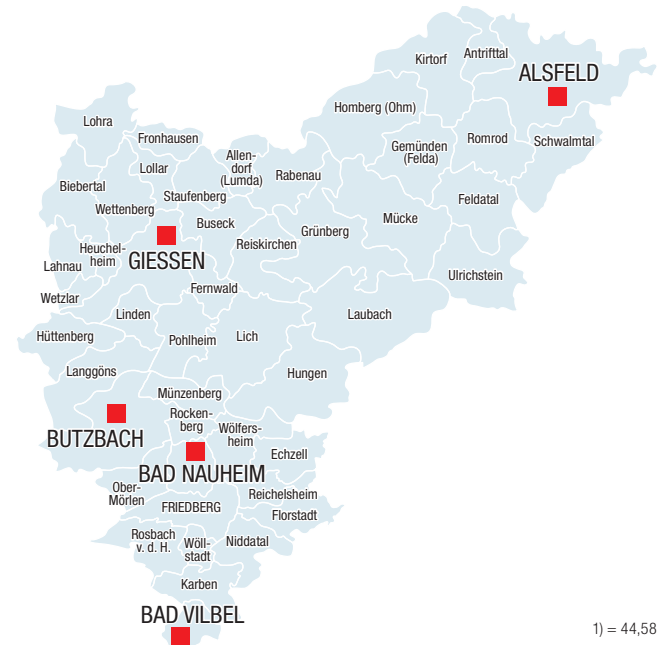 Kirtorf
Antrifttal
ALSFELD
Homberg (Ohm)
Lohra
Fronhausen
Gemünden
(Felda)
Romrod
Schwalmtal
Allen-
dorf
(Lumda)
Lollar
Rabenau
Biebertal
Staufenberg
Feldatal
Wettenberg
Buseck
Mücke
Grünberg
Reiskirchen
Heuchel-
heim
GIESSEN
Lahnau
Ulrichstein
Fernwald
Wetzlar
Linden
Laubach
Hüttenberg
Pohlheim
Lich
Langgöns
Hungen
Münzenberg
Rocken-
berg
Wölfers-
heim
BUTZBACH
Echzell
BAD NAUHEIM
Ober-
Mörlen
Reichelsheim
FRIEDBERG
Florstadt
Rosbach
v. d. H.
Wöll-
stadt
Niddatal
Karben
BAD VILBEL
1) = 44,58